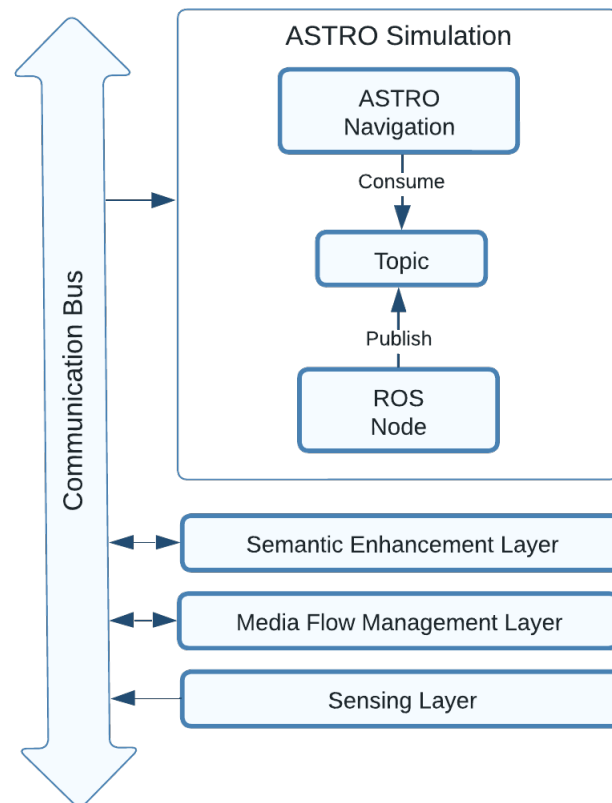 ASTRO Simulation
ASTRO
Navigation
Consume
Topic
Publish
ROS
Node
Communication Bus
Semantic Enhancement Layer
Media Flow Management Layer
Sensing Layer